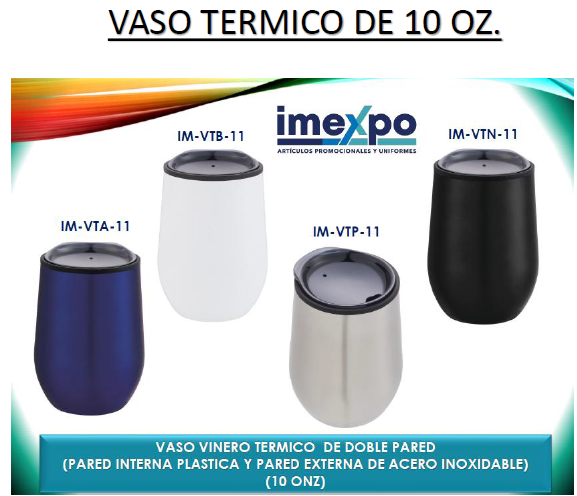 VASO TERMICO DE 10 OZ.
imexpo
ARTÍCULOS PROMOCIONALES Y UNIFORMES
IM-VTB-11
IM-VTN-11
IM-VTA-11
IM-VTP-11
VASO VINERO TERMICO DE DOBLE PARED
(PARED INTERNA PLASTICA Y PARED EXTERNA DE ACERO INOXIDABLE)
(10 ONZ)